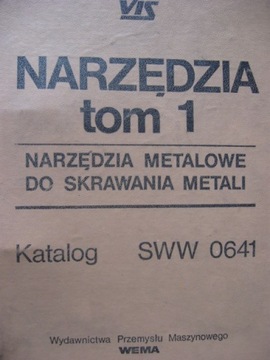 VIS
NARZĘDZIA
tom 1
NARZĘDZIA METALOWE
DO SKRAWANIA METALI
Katalog SWW 0641
Wydawnictwa Przemysłu Maszynowego
WEMA